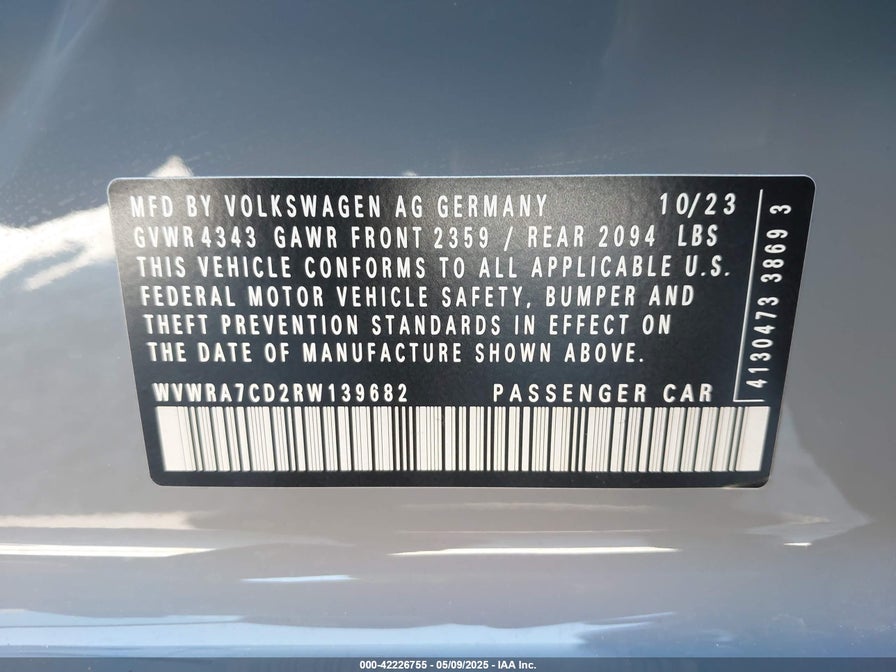 MFD BY VOLKSWAGEN AG GERMANY 10/23
GVWR 4343 GAWR FRONT 2359 / REAR 2094 LBS
THIS VEHICLE CONFORMS TO ALL APPLICABLE U.S.
FEDERAL MOTOR VEHICLE SAFETY, BUMPER AND
THEFT PREVENTION STANDARDS IN EFFECT ON
THE DATE OF MANUFACTURE SHOWN ABOVE.
WVWRA7CD2RW139682 PASSENGER CAR
4130473 3869 3
000-42226755 - 05/09/2025 - IAA Inc.